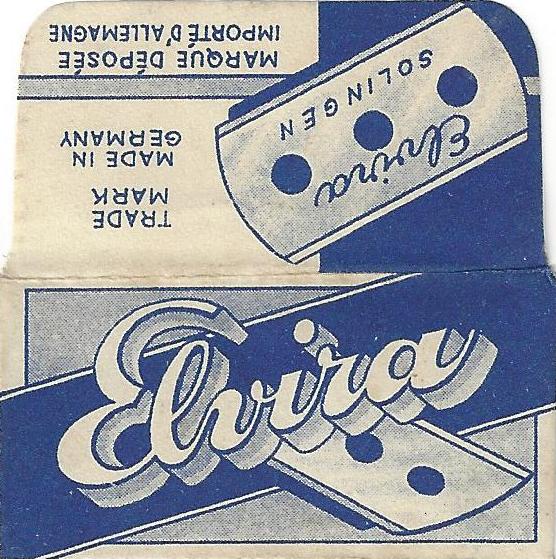 MARQUE DÉPOSÉE
IMPORTÉ D'ALLEMAGNE
TRADE
MARK
MADE IN
GERMANY
Elvira
SOLINGEN
Elvira